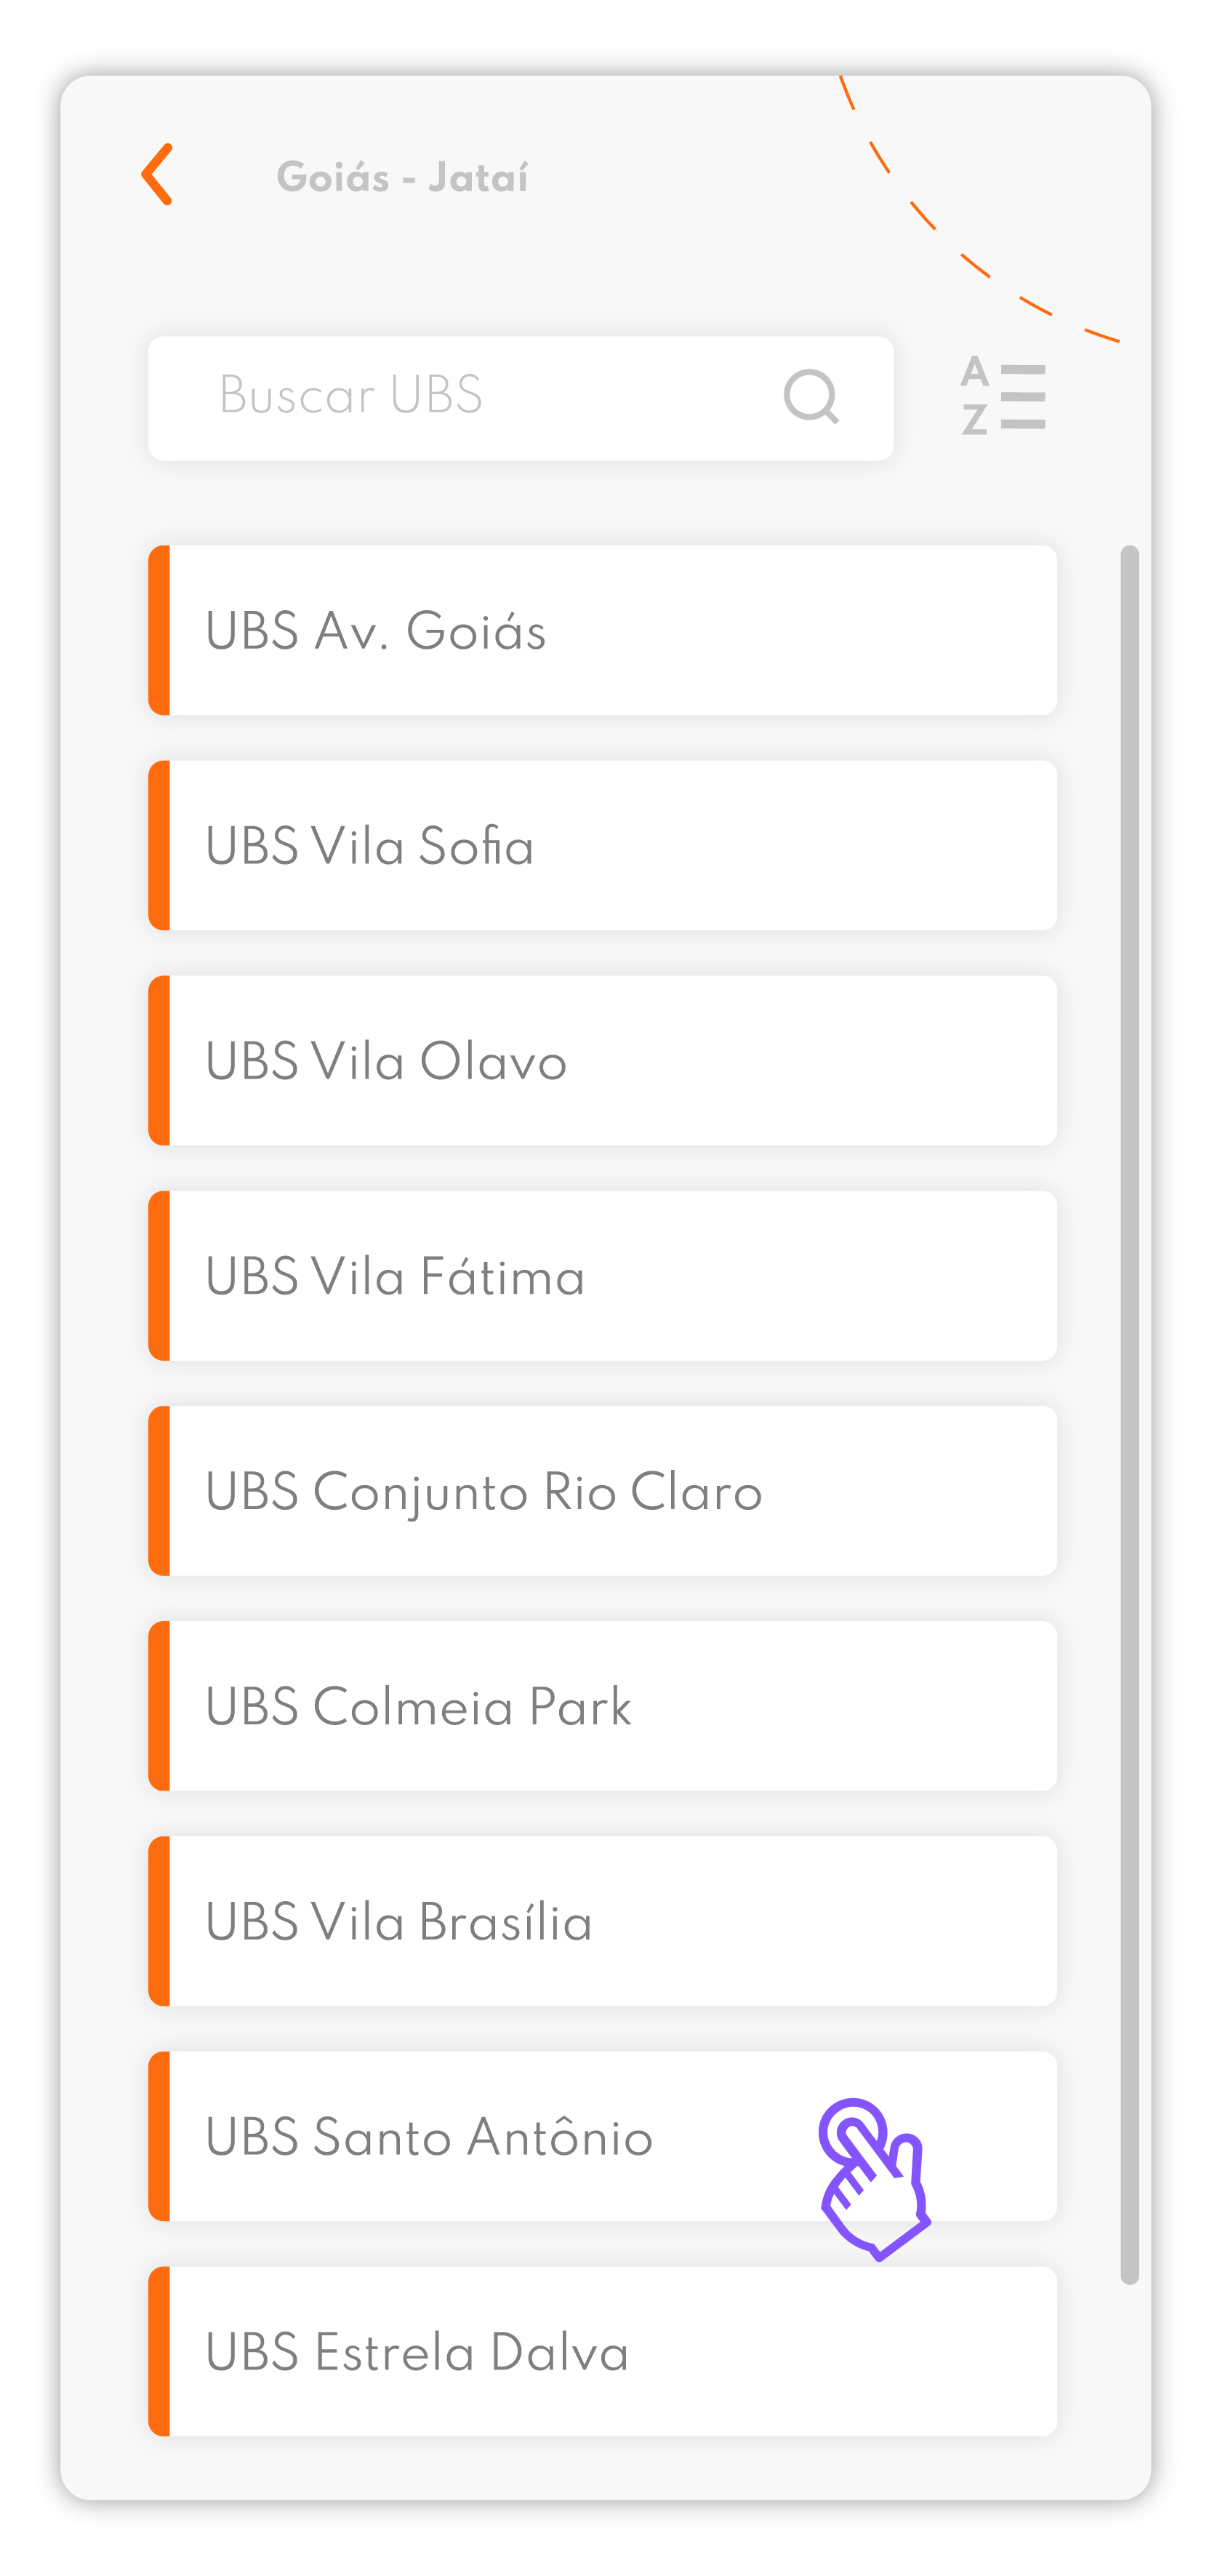 Goiás - Jataí
Buscar UBS
A
Z
UBS Av. Goiás
UBS Vila Sofia
UBS Vila Olavo
UBS Vila Fátima
UBS Conjunto Rio Claro
UBS Colmeia Park
UBS Vila Brasília
UBS Santo Antônio
UBS Estrela Dalva